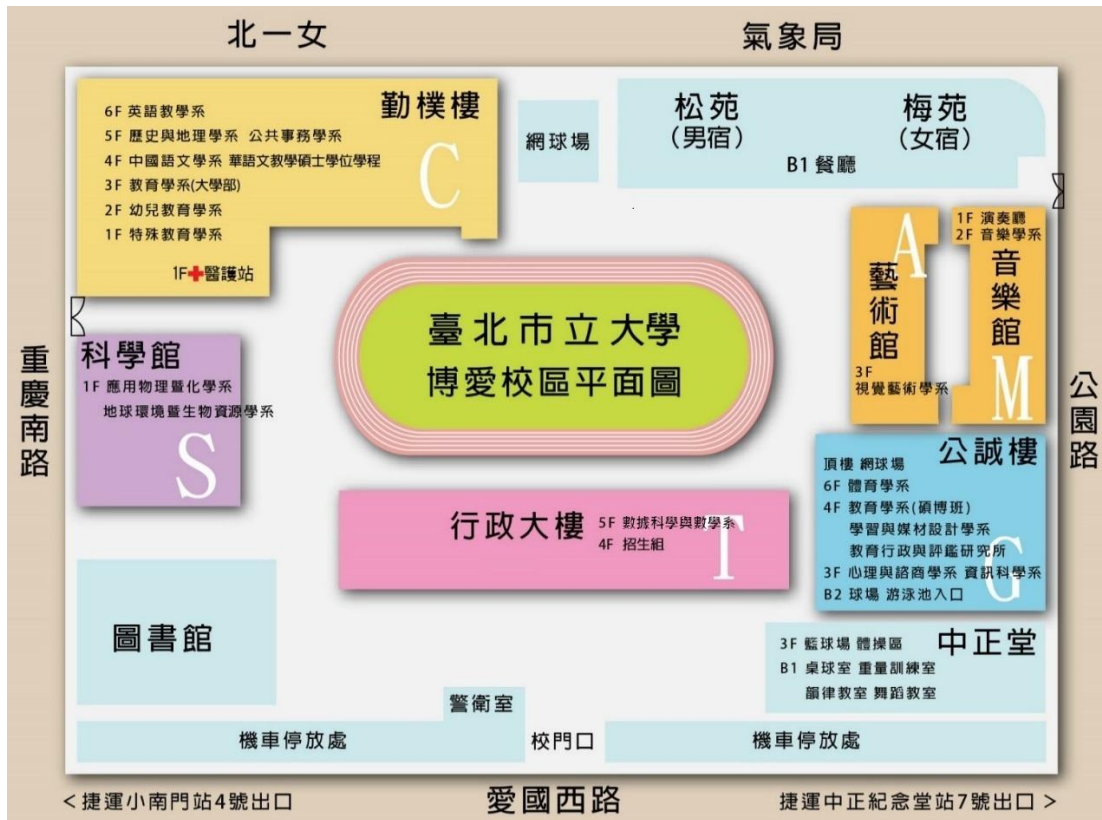 北一女
氣象局
勤樸樓
6F 英語教學系
5F 歷史與地理學系 公共事務學系
4F 中國語文學系 華語文教學碩士學位學程
3F 教育學系(大學部)
2F 幼兒教育學系
1F 特殊教育學系
1F 醫護站
C
網球場
松苑
(男宿)
梅苑
(女宿)
B1 餐廳
A
藝術館
3F
視覺藝術學系
1F 演奏廳
2F 音樂學系
音樂館
M
臺北市立大學
博愛校區平面圖
重慶南路
科學館
1F 應用物理暨化學系
地球環境暨生物資源學系
S
公園路
公誠樓
頂樓 網球場
6F 體育學系
4F 教育學系(碩博班)
學習與媒材設計學系
教育行政與評鑑研究所
3F 心理與諮商學系 資訊科學系
B2 球場 游泳池入口
G
行政大樓
5F 數據科學與數學系
4F 招生組
T
圖書館
中正堂
3F 籃球場 體操區
B1 桌球室 重量訓練室
韻律教室 舞蹈教室
警衛室
機車停放處
校門口
機車停放處
<捷運小南門站4號出口
愛國西路
捷運中正紀念堂站7號出口>